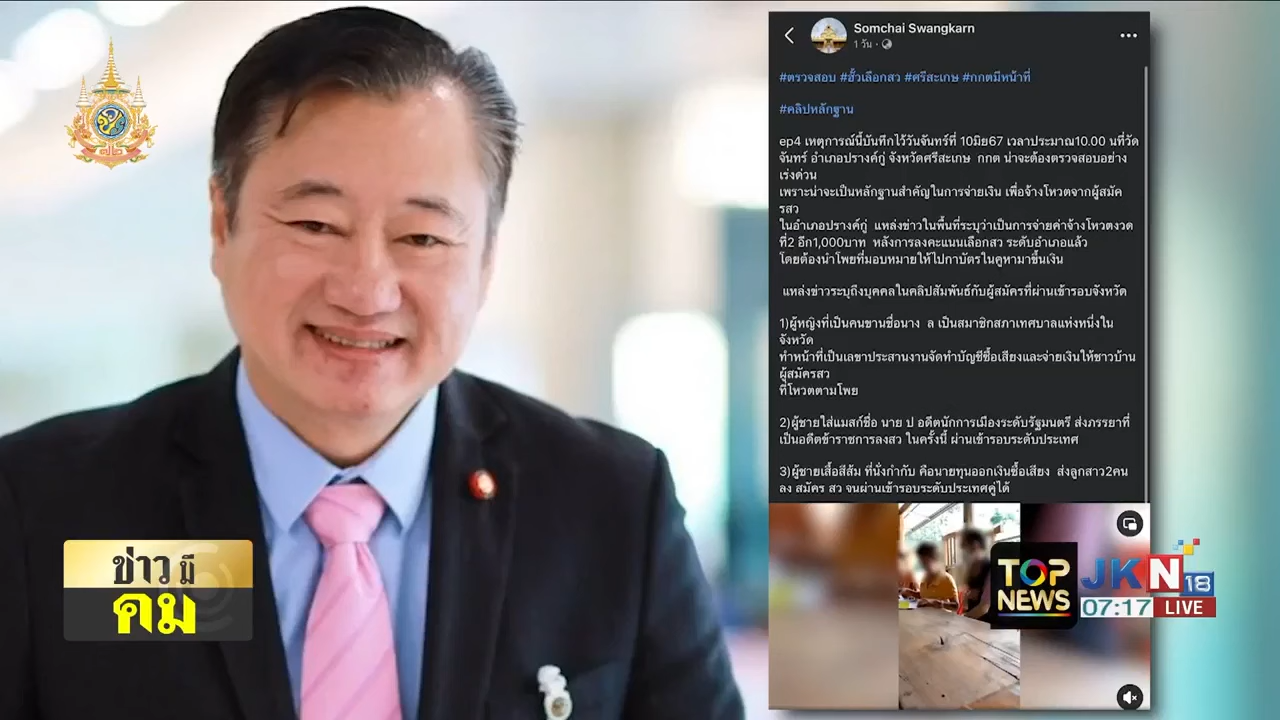 Somchai Swangkarn
1 วัน ·
#ตรวจสอบ #ฮั้วเลือกสว #ศรีสะเกษ #กกตมีหน้าที่
#คลิปหลักฐาน
ep4 เหตุการณ์นี้บันทึกไว้วันจันทร์ที่ 10มิย67 เวลาประมาณ10.00 นที่วัด
จันทร์ อำเภอปรางค์กู่ จังหวัดศรีสะเกษ กกต น่าจะต้องตรวจสอบอย่าง
เร่งด่วน
เพราะน่าจะเป็นหลักฐานสำคัญในการจ่ายเงิน เพื่อจ้างโหวตจากผู้สมัค
รสว
ในอำเภอปรางค์กู่ แหล่งข่าวในพื้นที่ระบุว่าเป็นการจ่ายค่าจ้างโหวตงวด
ที่2 อีก1,000บาท หลังการลงคะแนนเลือกสว ระดับอำเภอแล้ว
โดยต้องนำโพยที่มอบหมายให้ไปกาบัตรในคูหามาขึ้นเงิน
แหล่งข่าวระบุถึงบุคคลในคลิปสัมพันธ์กับผู้สมัครที่ผ่านเข้ารอบจังหวัด
1)ผู้หญิงที่เป็นคนขานชื่อนาง ล เป็นสมาชิกสภาเทศบาลแห่งหนึ่งใน
จังหวัด
ทำหน้าที่เป็นเลขาประสานงานจัดทำบัญชีซื้อเสียงและจ่ายเงินให้ชาวบ้าน
ผู้สมัครสว
ที่โหวตตามโพย
2)ผู้ชายใส่แมสก์ชื่อ นาย ป อดีตนักการเมืองระดับรัฐมนตรี ส่งภรรยาที่
เป็นอดีตข้าราชการลงสว ในครั้งนี้ ผ่านเข้ารอบระดับประเทศ
3)ผู้ชายเสื้อสีส้ม ที่นั่งกำกับ คือนายทุนออกเงินซื้อเสียง ส่งลูกสาว2คน
ลง สมัคร สว จนผ่านเข้ารอบระดับประเทศคู่ได้
ข่าวมี
คม
TOP
NEWS
JKN 18
07:17 LIVE